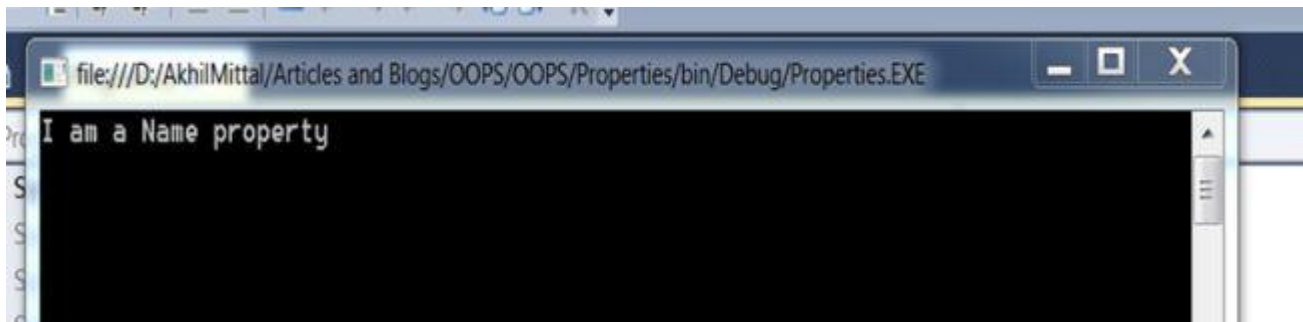 file:///D:/AkhilMittal/Articles and Blogs/OOPS/OOPS/Properties/bin/Debug/Properties.EXE
I am a Name property